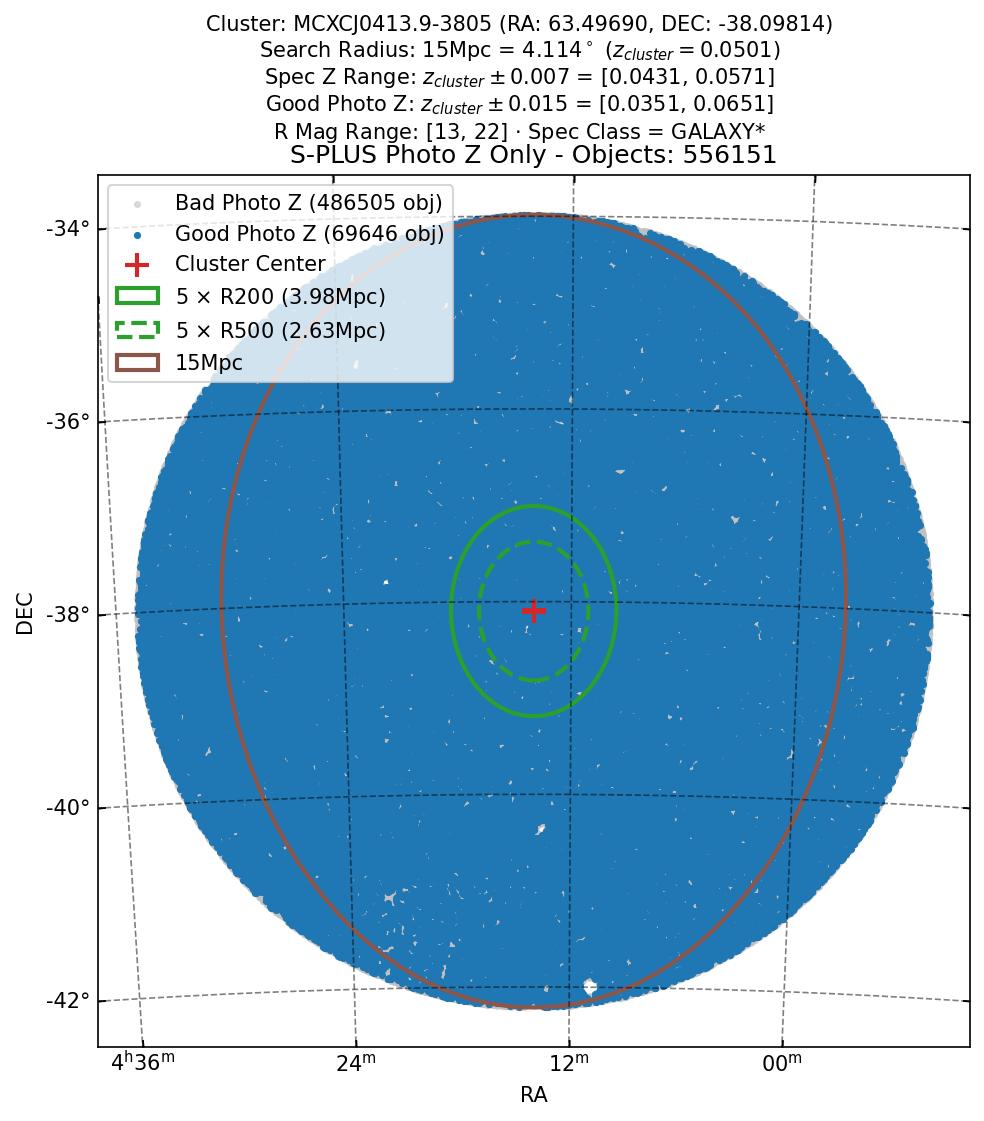 Cluster: MCXCJ0413.9-3805 (RA: 63.49690, DEC: -38.09814)
Search Radius: 15Mpc = 4.114° (z_cluster = 0.0501)
Spec Z Range: z_cluster ± 0.007 = [0.0431, 0.0571]
Good Photo Z: z_cluster ± 0.015 = [0.0351, 0.0651]
R Mag Range: [13, 22] · Spec Class = GALAXY*
S-PLUS Photo Z Only - Objects: 556151
Bad Photo Z (486505 obj)
Good Photo Z (69646 obj)
Cluster Center
5 × R200 (3.98Mpc)
5 × R500 (2.63Mpc)
15Mpc
-34°
-36°
-38°
-40°
-42°
DEC
4h36m
24m
12m
00m
RA